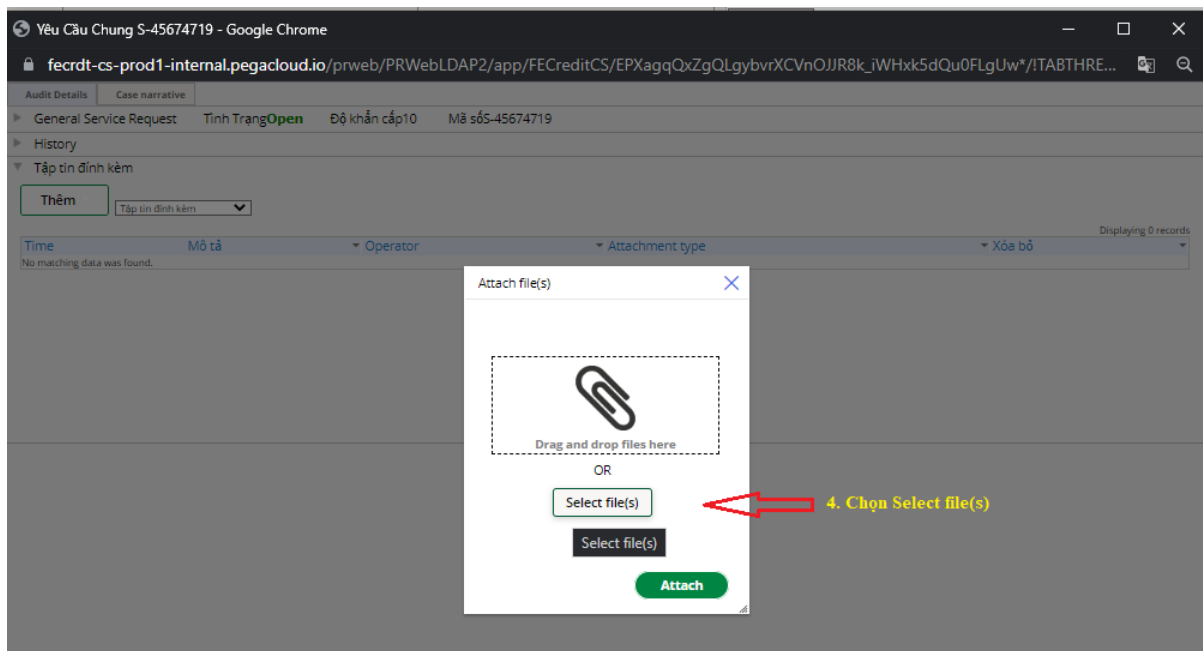 Yêu Cầu Chung S-45674719 - Google Chrome
fecrdt-cs-prod1-internal.pegacloud.io/prweb/PRWebLDAP2/app/FECreditCS/EPXagqQxZgQLgybvrXCVnOJJR8k_iWHxk5dQu0FLgUw*/!TABTHRE...
Audit Details Case narrative
General Service Request Tình TrạngOpen Độ khẩn cấp10 Mã sốS-45674719
History
Tập tin đính kèm
Thêm Tập tin đính kèm
Displaying 0 records
Time Mô tả Operator Attachment type Xóa bỏ
No matching data was found.
Attach file(s)
Drag and drop files here
OR
Select file(s)
4. Chọn Select file(s)
Select file(s)
Attach